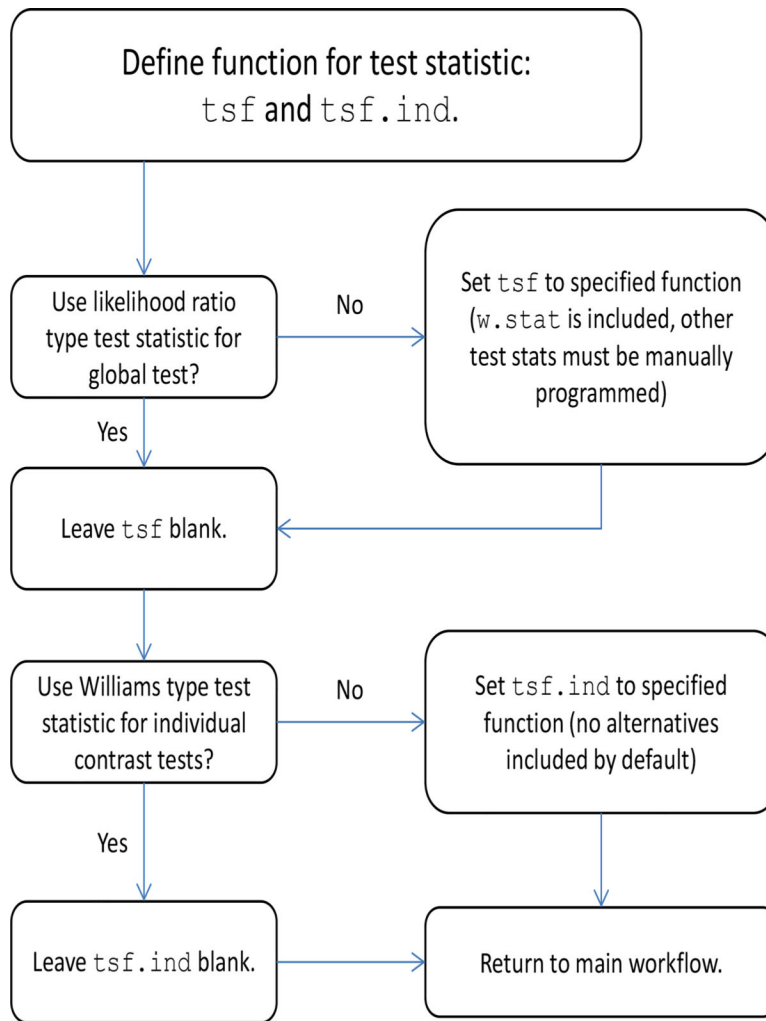 Define function for test statistic:
tsf and tsf.ind.
Use likelihood ratio
type test statistic for
global test?
No
Set tsf to specified function
(w.stat is included, other
test stats must be manually
programmed)
Yes
Leave tsf blank.
Use Williams type test
statistic for individual
contrast tests?
No
Set tsf.ind to specified
function (no alternatives
included by default)
Yes
Leave tsf.ind blank.
Return to main workflow.